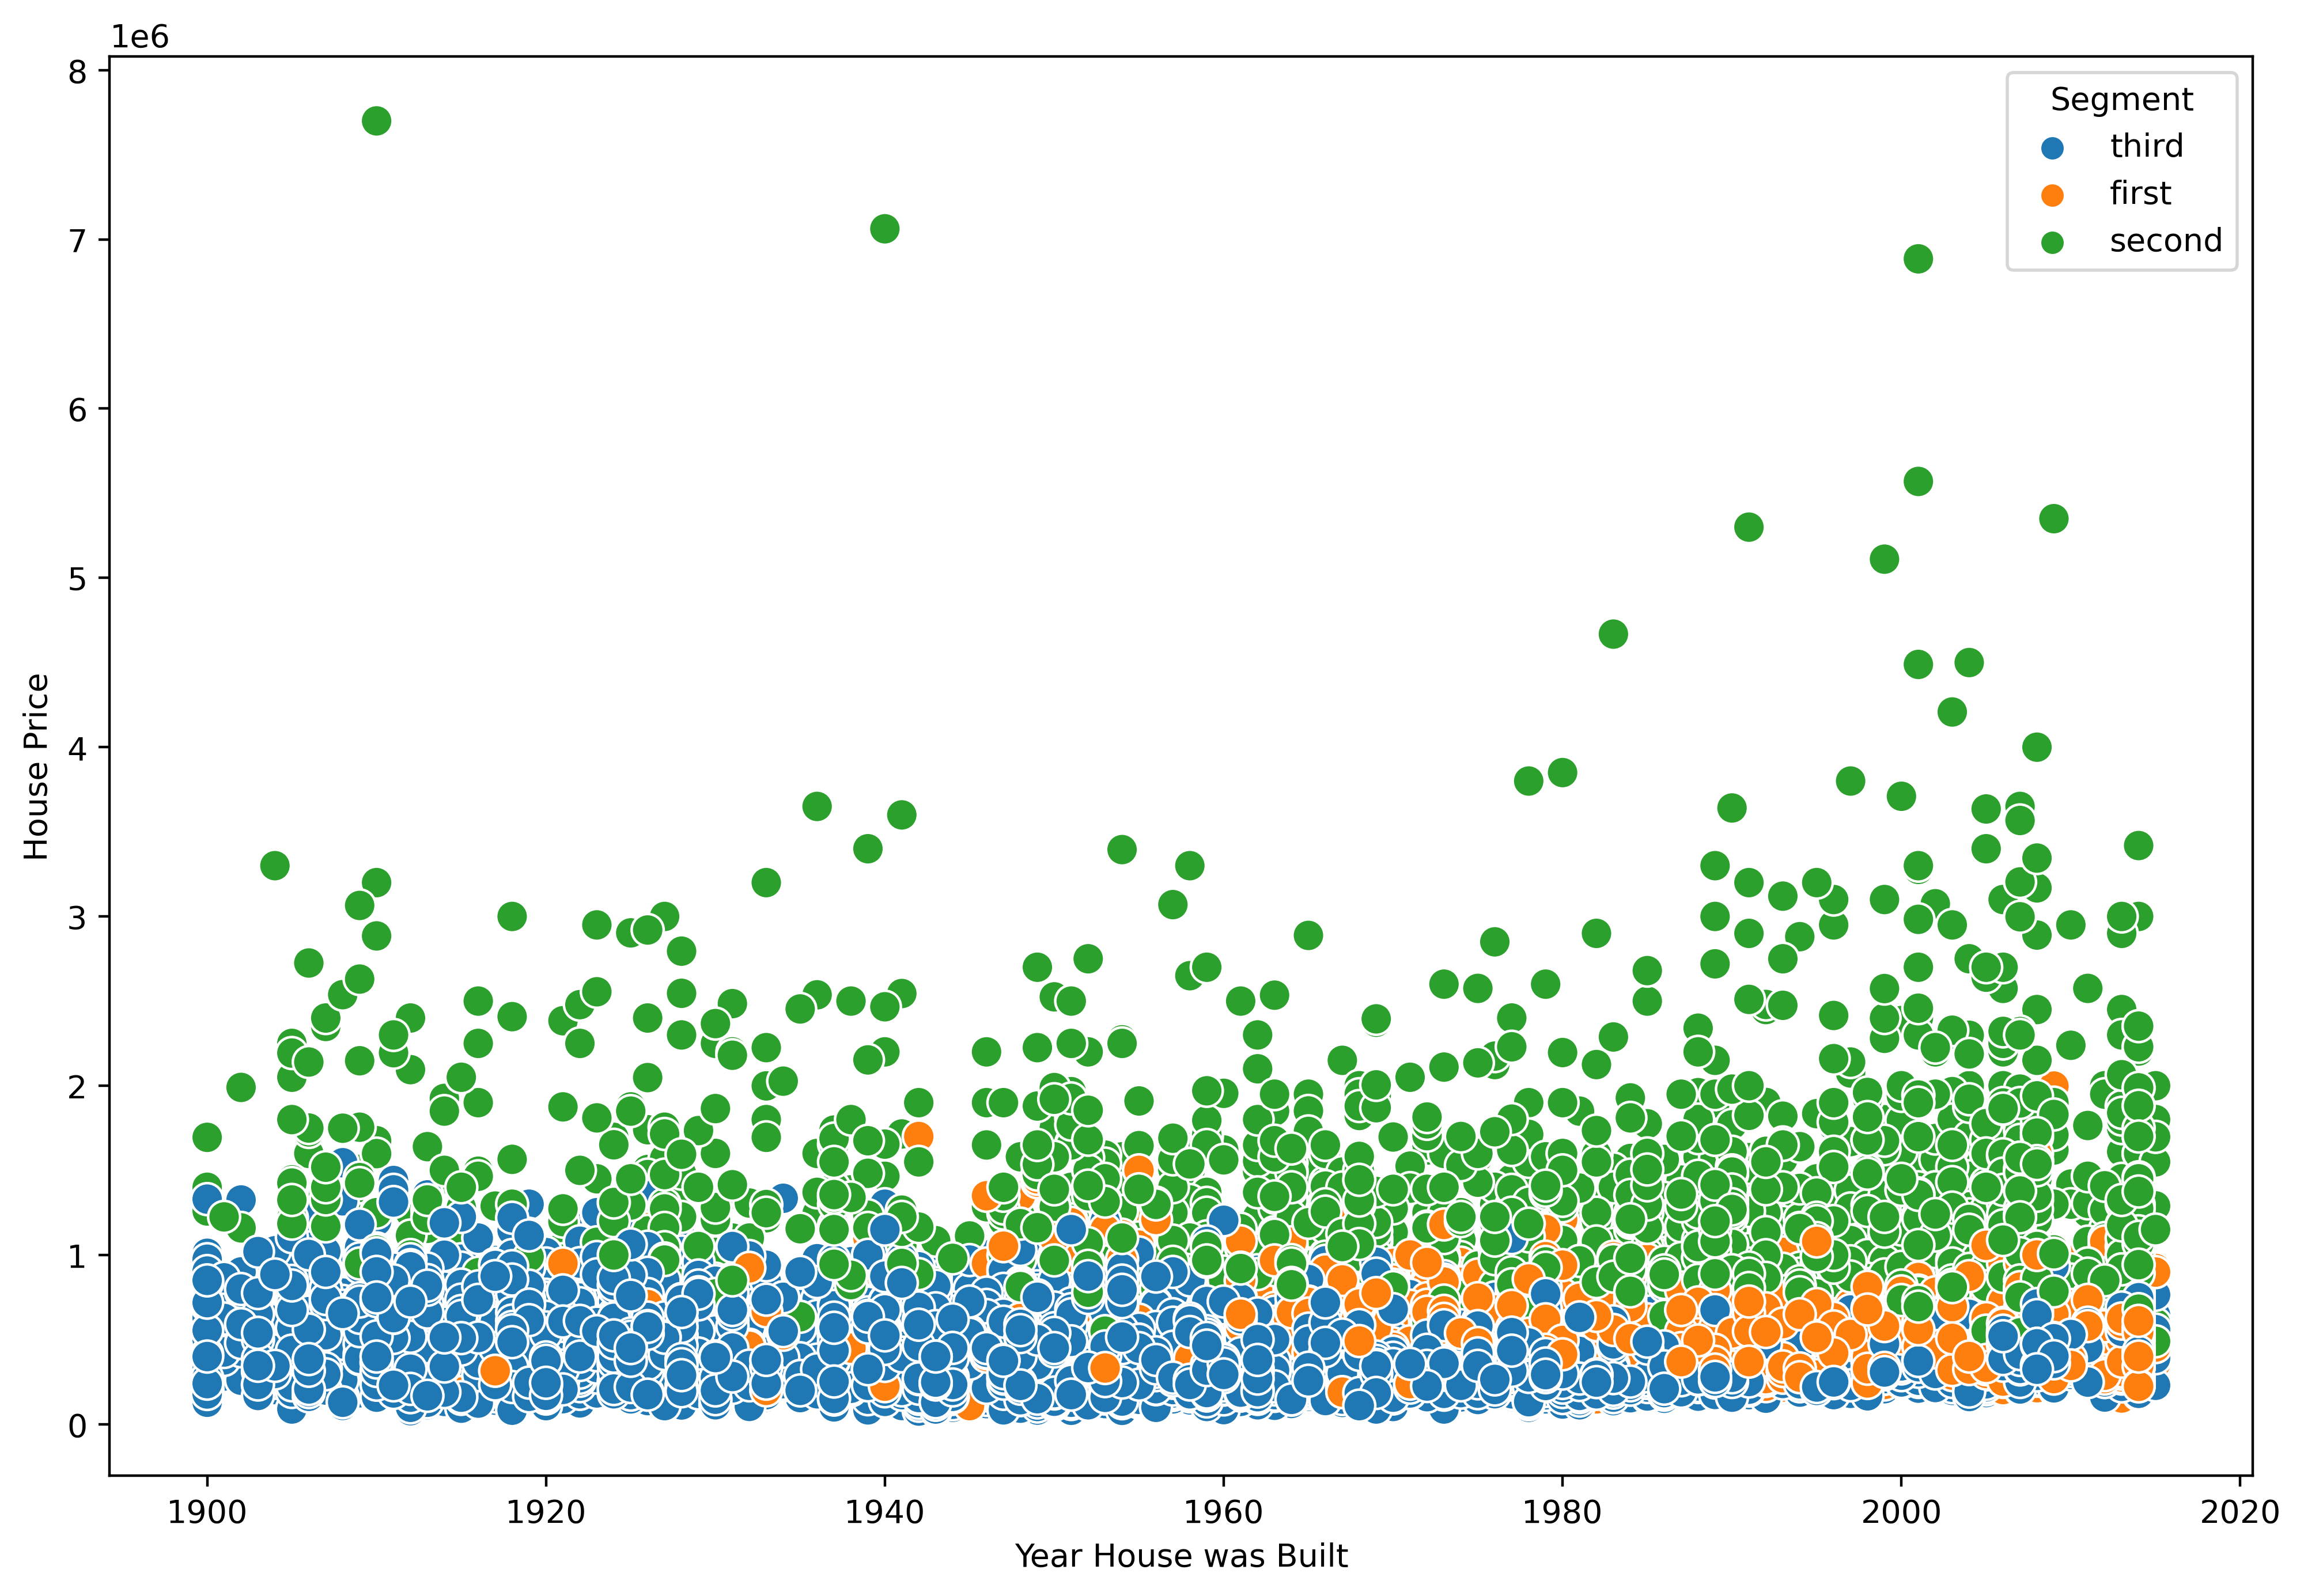 1e6
8
7
6
5
4
3
2
1
0
House Price
Segment
third
first
second
1900 1920 1940 1960 1980 2000 2020
Year House was Built